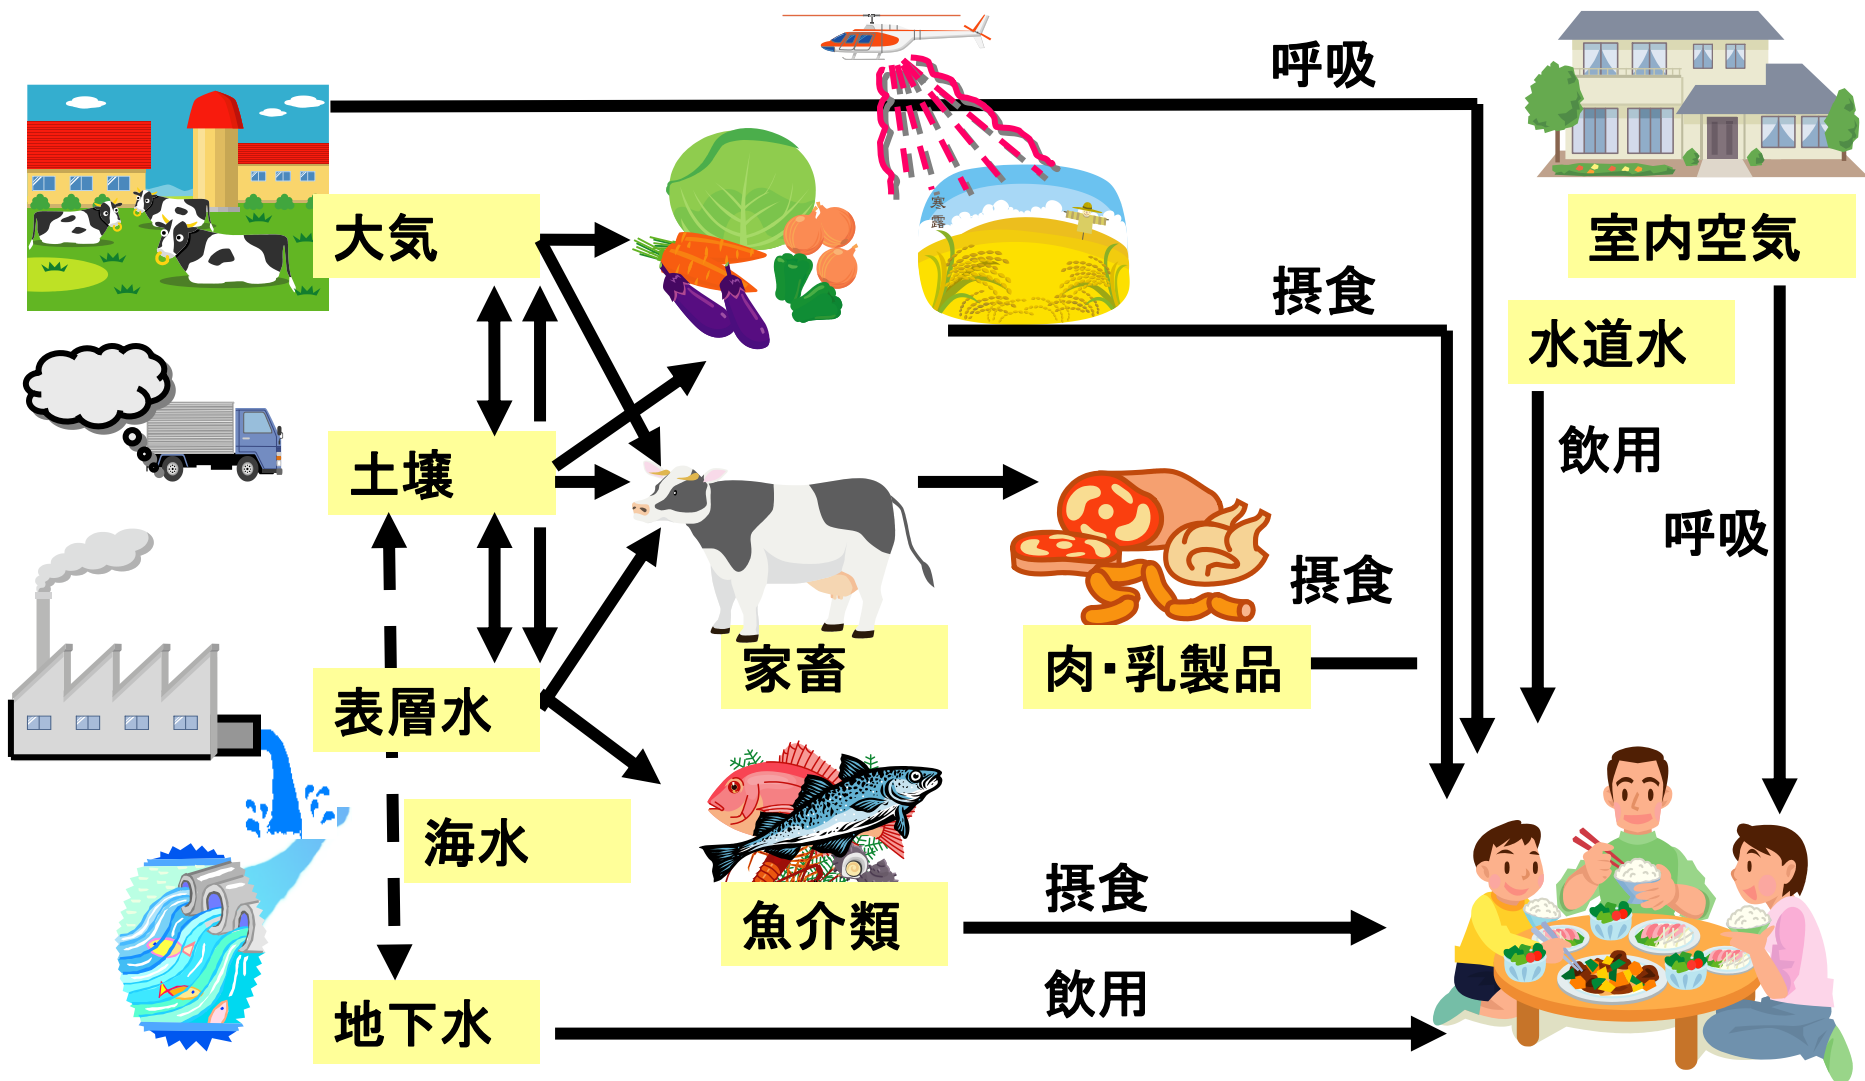 呼吸
大気
寒露
室内空気
摂食
水道水
飲用
土壌
呼吸
摂食
家畜
肉・乳製品
表層水
海水
摂食
魚介類
飲用
地下水